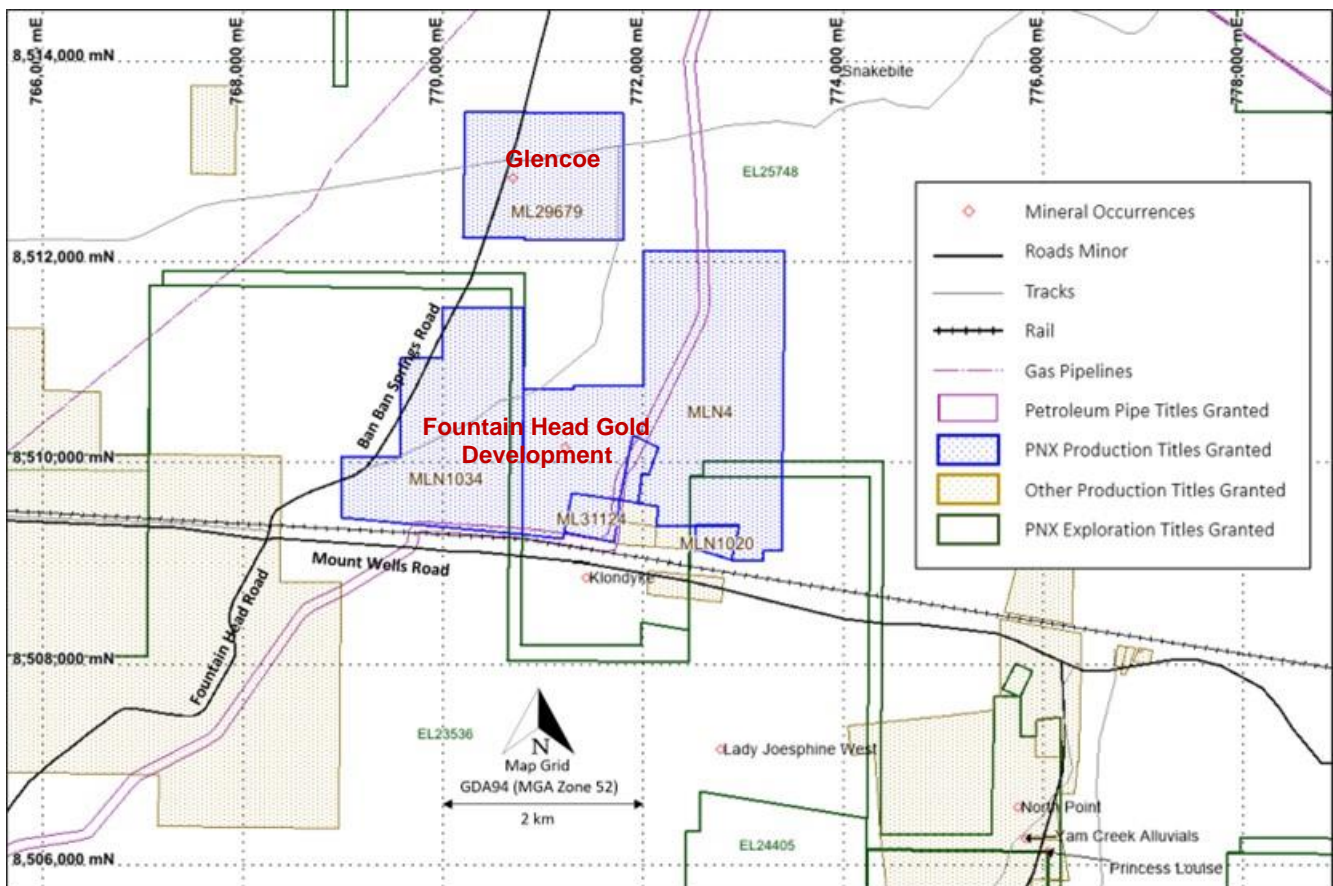 766,000 mE
768,000 mE
770,000 mE
772,000 mE
774,000 mE
776,000 mE
778,000 mE
8,514,000 mN
Snakebite
Glencoe
EL25748
ML29679
8,512,000 mN
Ban Ban Springs Road
MLN4
Fountain Head Gold
Development
8,510,000 mN
MLN1034
ML31124
MLN1020
Mount Wells Road
Klondyke
Fountain Head Road
8,508,000 mN
EL23536
N
Map Grid
GDA94 (MGA Zone 52)
2 km
Lady Joesphine West
North Point
Yam Creek Alluvials
EL24405
8,506,000 mN
Princess Louise
Mineral Occurrences
Roads Minor
Tracks
Rail
Gas Pipelines
Petroleum Pipe Titles Granted
PNX Production Titles Granted
Other Production Titles Granted
PNX Exploration Titles Granted